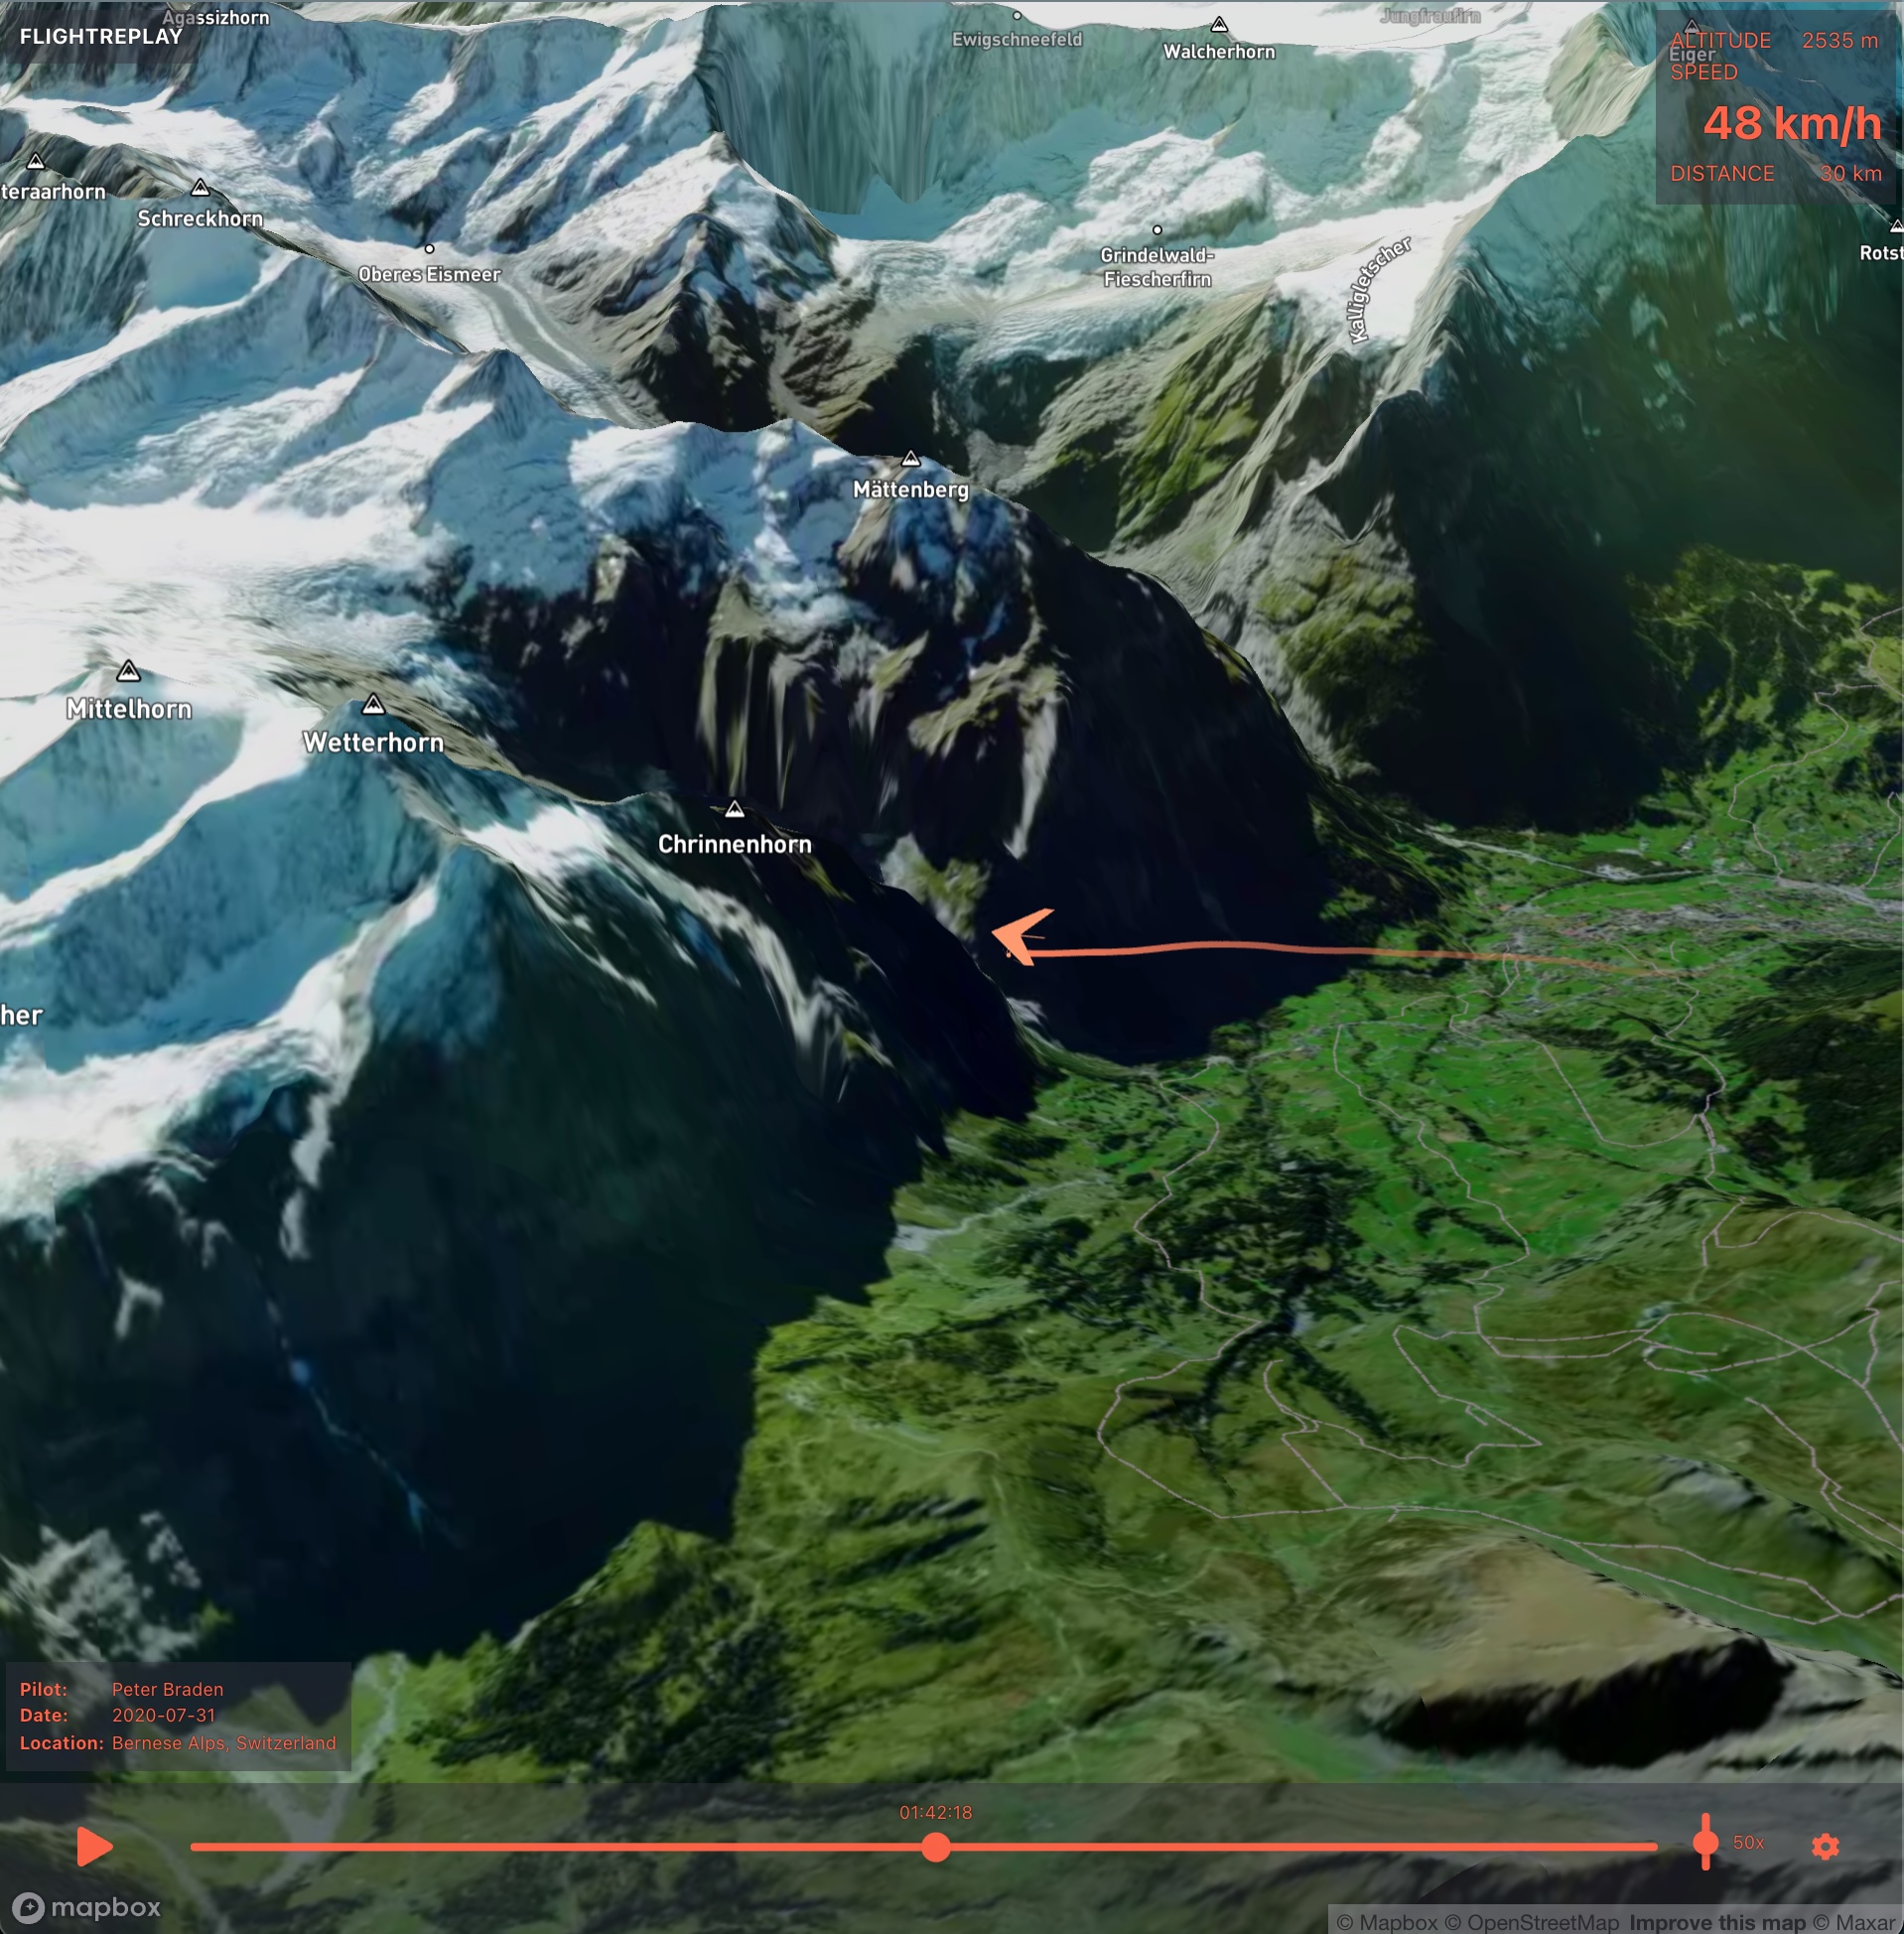 Agassizhorn
FLIGHTREPLAY
Ewigschneefeld
Walcherhorn
Jungfraufirn
Eiger
ALTITUDE 2535 m
SPEED
48 km/h
DISTANCE 30 km
teraarhorn
Schreckhorn
Oberes Eismeer
Grindelwald-
Fiescherfirn
Kalligletscher
Rotst
Mättenberg
Mittelhorn
Wetterhorn
Chrinnenhorn
her
Pilot: Peter Braden
Date: 2020-07-31
Location: Bernese Alps, Switzerland
01:42:18
50x
mapbox
© Mapbox © OpenStreetMap Improve this map © Maxar